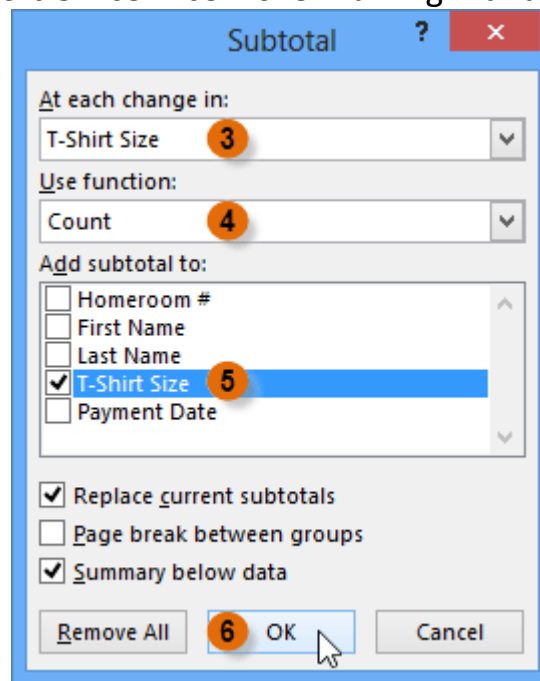 Subtotal ? ×
At each change in:
T-Shirt Size 3
Use function:
Count 4
Add subtotal to:
Homeroom #
First Name
Last Name
T-Shirt Size 5
Payment Date
Replace current subtotals
Page break between groups
Summary below data
Remove All 6 OK Cancel